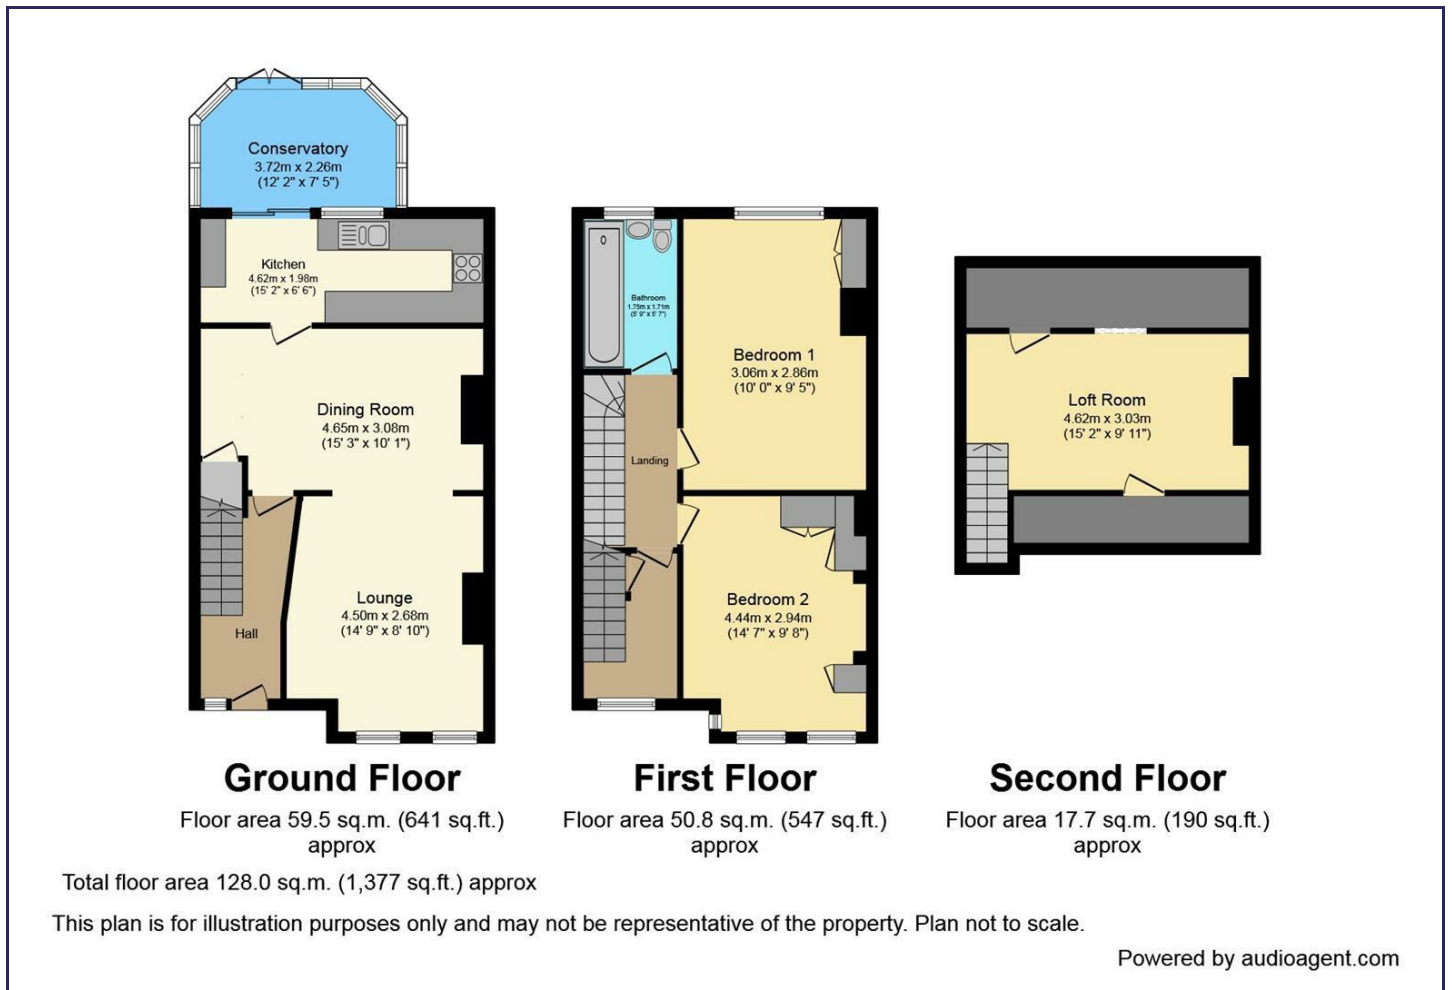 Conservatory
3.72m x 2.26m
(12' 2" x 7' 5")
Kitchen
4.62m x 1.98m
(15' 2" x 6' 6")
Dining Room
4.65m x 3.08m
(15' 3" x 10' 1")
Lounge
4.50m x 2.68m
(14' 9" x 8' 10")
Hall
Ground Floor
Floor area 59.5 sq.m. (641 sq.ft.)
approx
Bathroom
1.75m x 1.71m
(5' 9" x 5' 7")
Bedroom 1
3.06m x 2.86m
(10' 0" x 9' 5")
Landing
Bedroom 2
4.44m x 2.94m
(14' 7" x 9' 8")
First Floor
Floor area 50.8 sq.m. (547 sq.ft.)
approx
Loft Room
4.62m x 3.03m
(15' 2" x 9' 11")
Second Floor
Floor area 17.7 sq.m. (190 sq.ft.)
approx
Total floor area 128.0 sq.m. (1,377 sq.ft.) approx
This plan is for illustration purposes only and may not be representative of the property. Plan not to scale.
Powered by audioagent.com